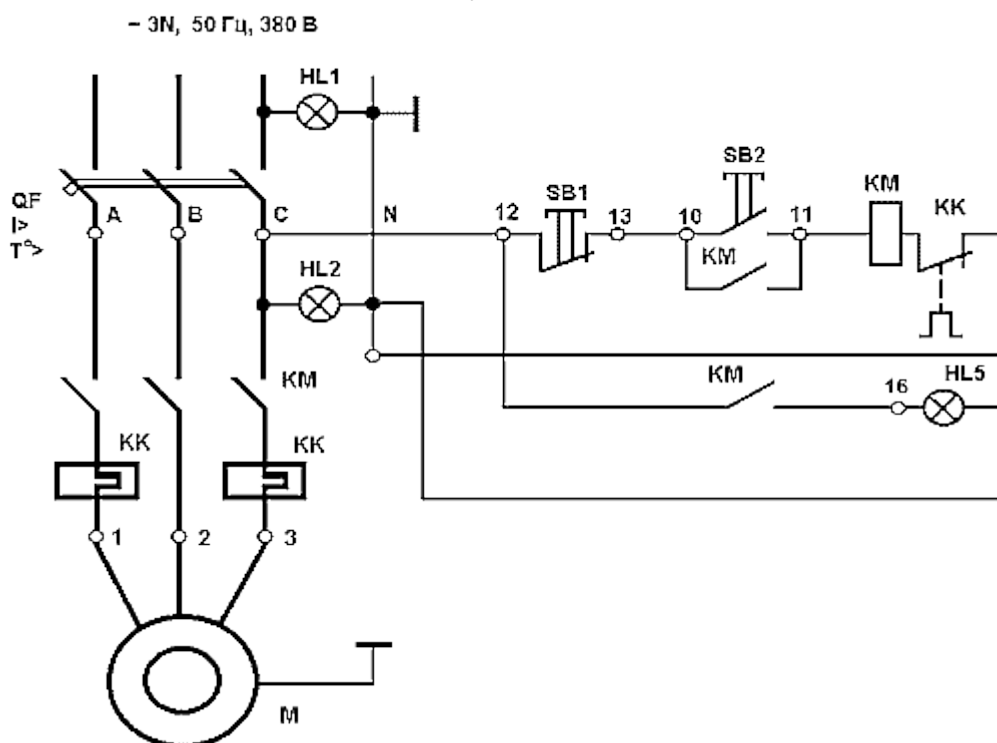 ~ 3N, 50 Гц, 380 В
HL1
SB1
SB2
KM
KK
QF
I>
T°>
A
B
C
N
12
13
10
11
KM
HL2
KM
KM
16
HL5
KK
KK
1
2
3
M